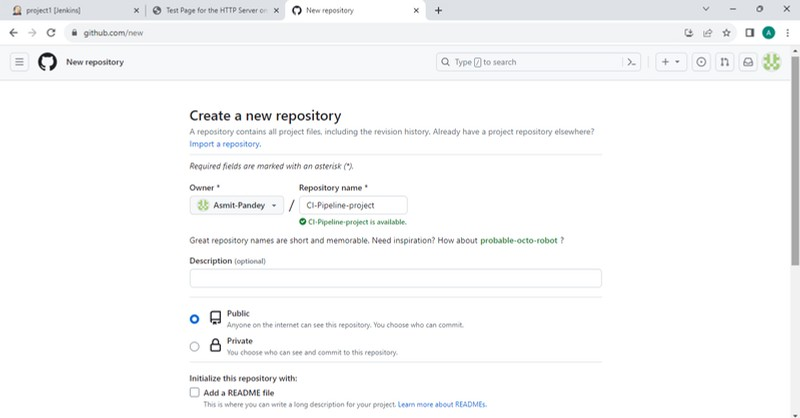 project1 [Jenkins]
Test Page for the HTTP Server on
New repository
github.com/new
A
New repository
Type / to search
Create a new repository
A repository contains all project files, including the revision history. Already have a project repository elsewhere?
Import a repository.
Required fields are marked with an asterisk (*).
Owner * Repository name *
Asmit-Pandey / CI-Pipeline-project
CI-Pipeline-project is available.
Great repository names are short and memorable. Need inspiration? How about probable-octo-robot ?
Description (optional)
Public
Anyone on the internet can see this repository. You choose who can commit.
Private
You choose who can see and commit to this repository.
Initialize this repository with:
Add a README file
This is where you can write a long description for your project. Learn more about READMEs.